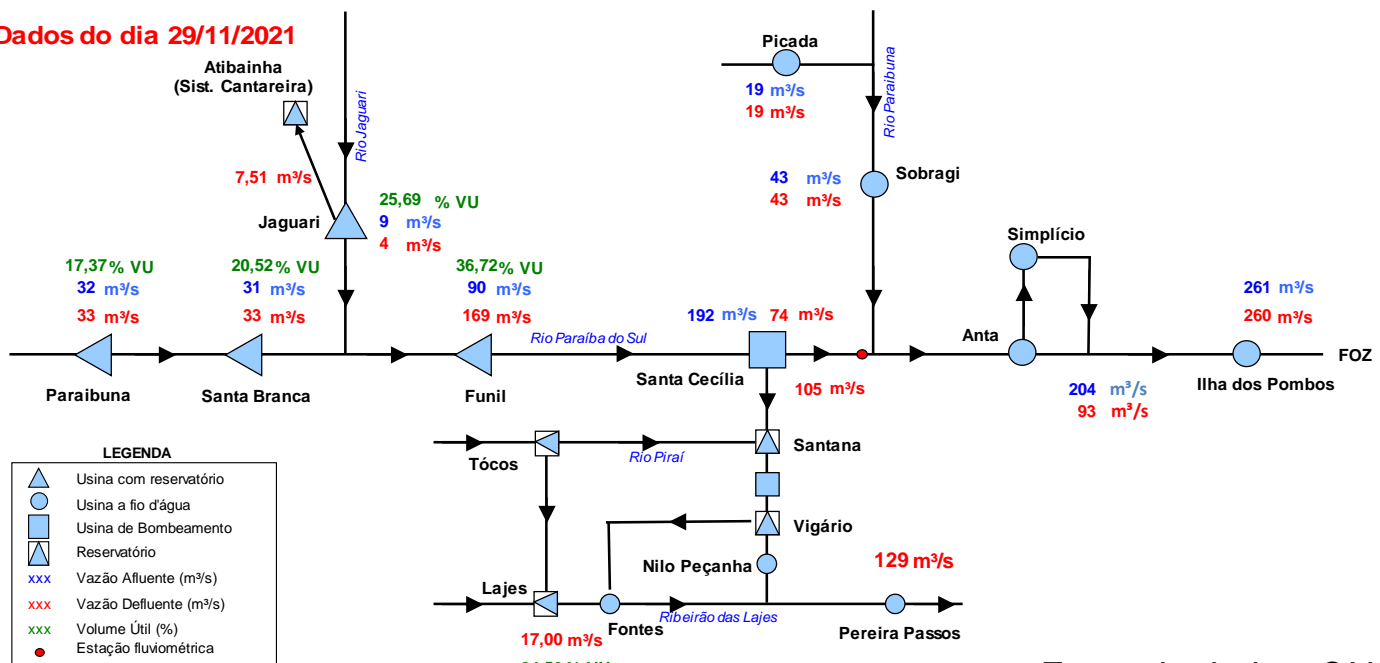 Dados do dia 29/11/2021
Atibainha
(Sist. Cantareira)
Rio Jaguari
7,51 m³/s
Jaguari
25,69 % VU
9 m³/s
4 m³/s
Picada
19 m³/s
19 m³/s
Rio Paraibuna
43 m³/s
43 m³/s
Sobragi
17,37% VU
32 m³/s
33 m³/s
Paraibuna
20,52% VU
31 m³/s
33 m³/s
Santa Branca
36,72% VU
90 m³/s
169 m³/s
Funil
Rio Paraíba do Sul
192 m³/s 74 m³/s
Santa Cecília
105 m³/s
Simplício
Anta
204 m³/s
93 m³/s
261 m³/s
260 m³/s
Ilha dos Pombos
FOZ
Tócos
Rio Piraí
Santana
Vigário
Nilo Peçanha
129 m³/s
Lajes
17,00 m³/s
Fontes
Ribeirão das Lajes
Pereira Passos
LEGENDA
Usina com reservatório
Usina a fio d'água
Usina de Bombeamento
Reservatório
xxx Vazão Afluente (m³/s)
xxx Vazão Defluente (m³/s)
xxx Volume Útil (%)
Estação fluviométrica